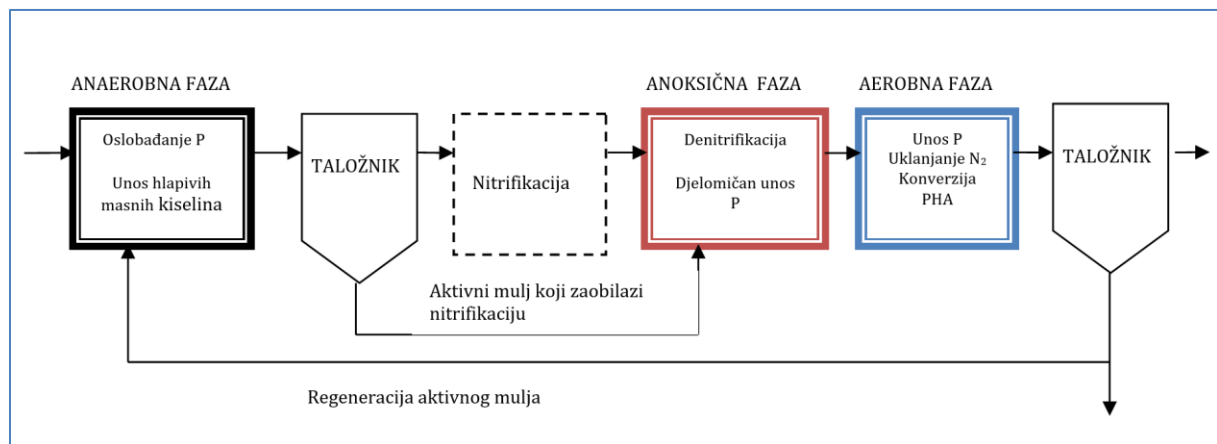 ANAEROBNA FAZA
Oslobađanje P
Unos hlapivih
masnih kiselina
TALOŽNIK
Nitrifikacija
ANOKSIČNA FAZA
Denitrifikacija
Djelomičan unos
P
AEROBNA FAZA
Unos P
Uklanjanje N₂
Konverzija
PHA
TALOŽNIK
Aktivni mulj koji zaobilazi
nitrifikaciju
Regeneracija aktivnog mulja